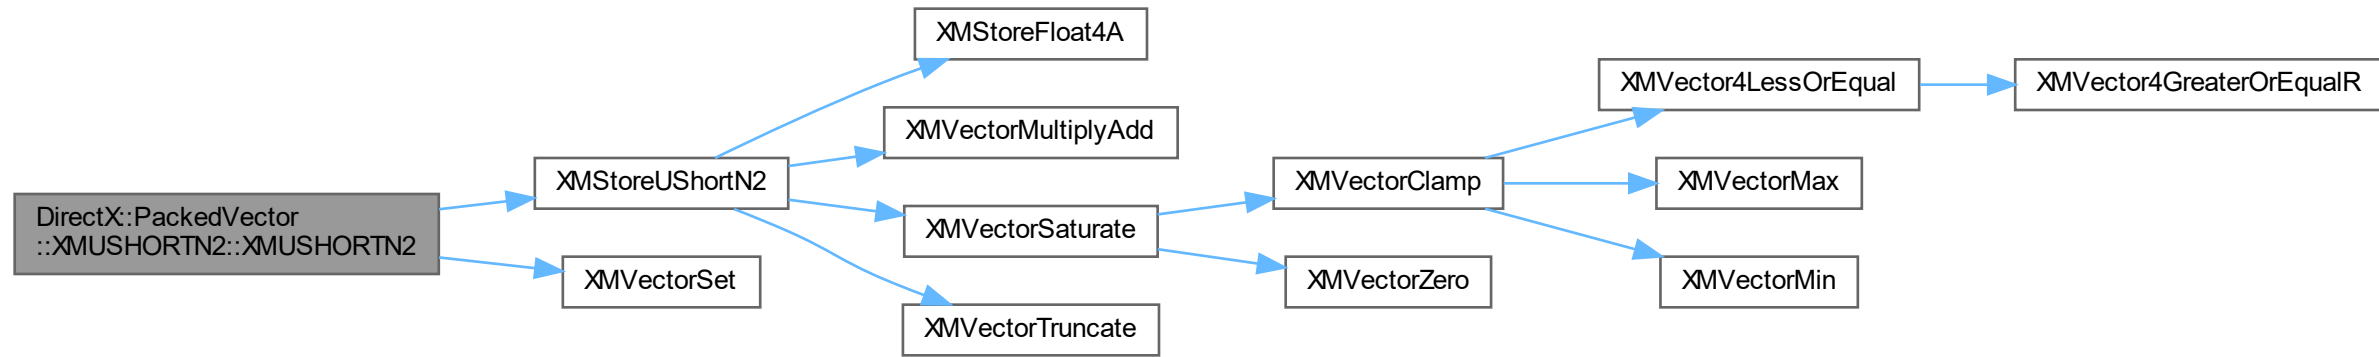 DirectX::PackedVector
::XMUSHORTN2::XMUSHORTN2
XMStoreUShortN2
XMVectorSet
XMStoreFloat4A
XMVectorMultiplyAdd
XMVectorSaturate
XMVectorTruncate
XMVectorClamp
XMVectorZero
XMVector4LessOrEqual
XMVectorMax
XMVectorMin
XMVector4GreaterOrEqualR